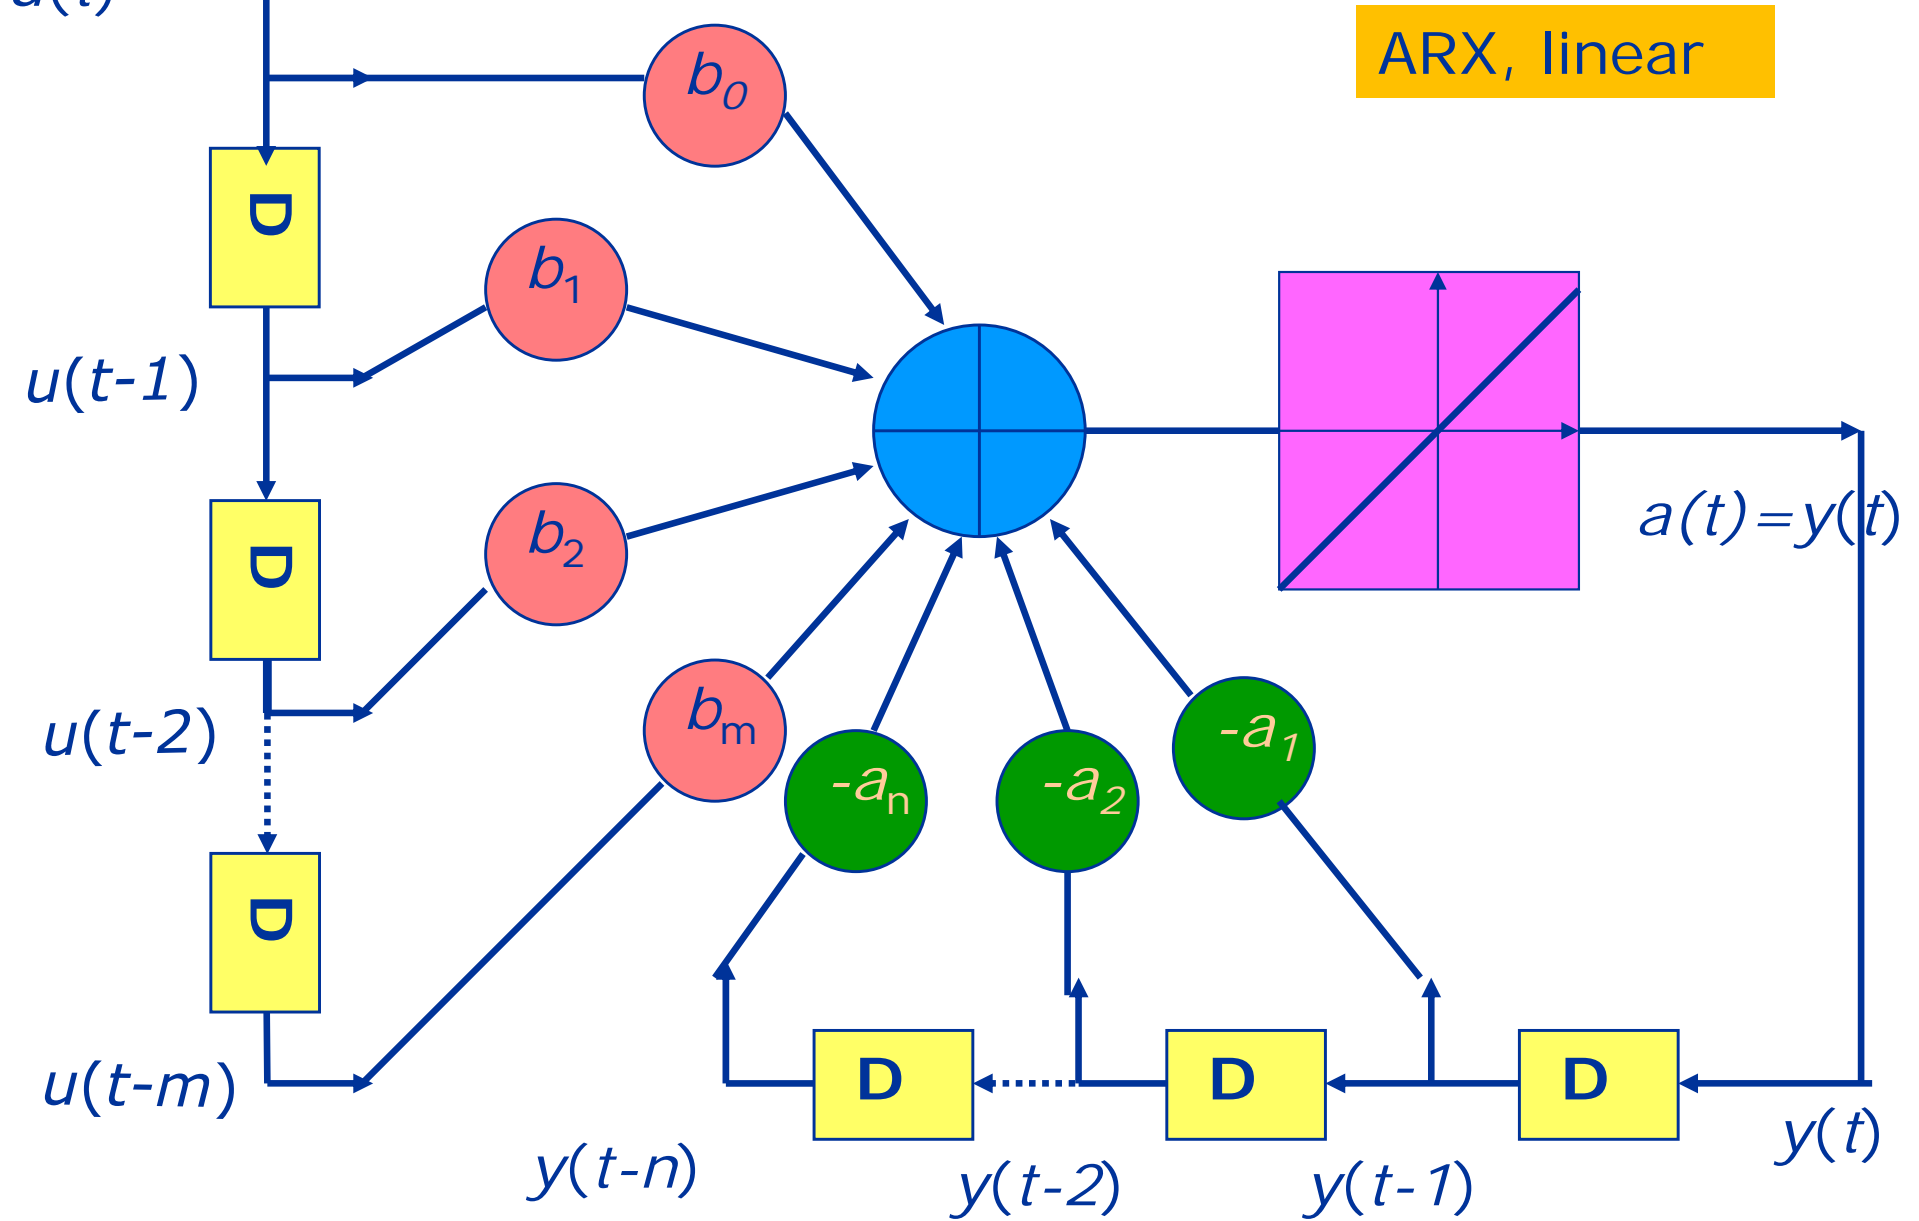 u(t)
ARX, linear
b0
D
b1
u(t-1)
a(t)=y(t)
b2
D
u(t-2)
bm
-an
-a2
-a1
D
u(t-m)
D
D
D
y(t)
y(t-n)
y(t-2)
y(t-1)